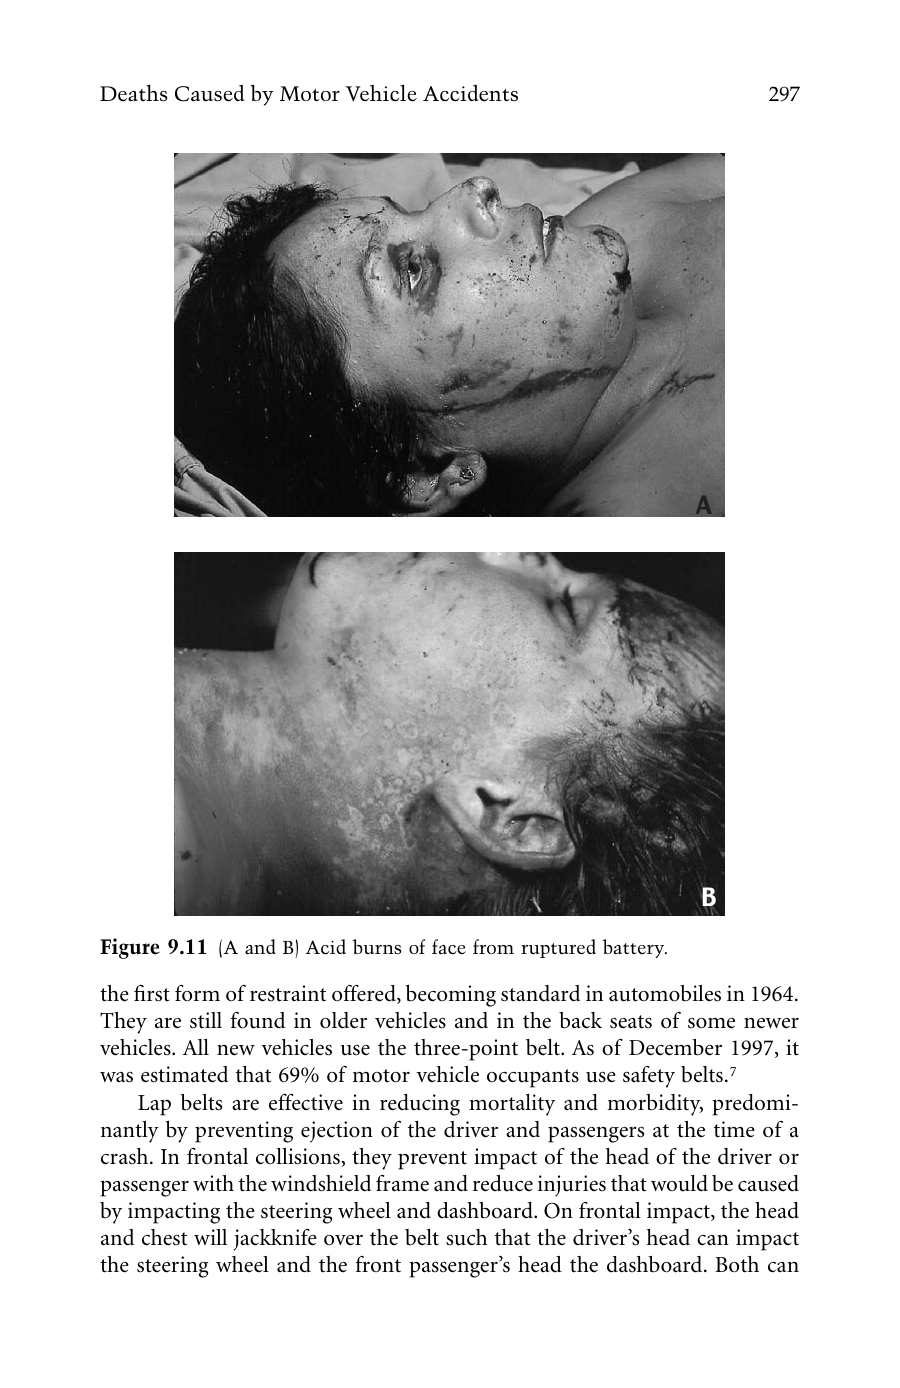 Deaths Caused by Motor Vehicle Accidents 297
A
B
Figure 9.11 (A and B) Acid burns of face from ruptured battery.
the first form of restraint offered, becoming standard in automobiles in 1964.
They are still found in older vehicles and in the back seats of some newer
vehicles. All new vehicles use the three-point belt. As of December 1997, it
was estimated that 69% of motor vehicle occupants use safety belts.⁷
Lap belts are effective in reducing mortality and morbidity, predomi-
nantly by preventing ejection of the driver and passengers at the time of a
crash. In frontal collisions, they prevent impact of the head of the driver or
passenger with the windshield frame and reduce injuries that would be caused
by impacting the steering wheel and dashboard. On frontal impact, the head
and chest will jackknife over the belt such that the driver’s head can impact
the steering wheel and the front passenger’s head the dashboard. Both can